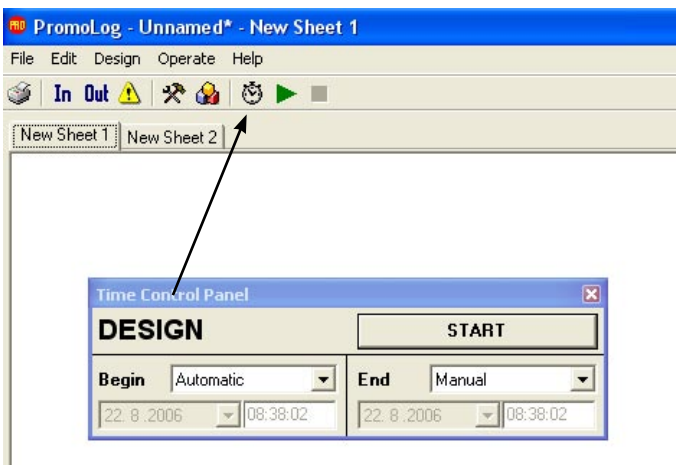 PRO PromoLog - Unnamed* - New Sheet 1
File Edit Design Operate Help
In Out
New Sheet 1 New Sheet 2
Time Control Panel
DESIGN START
Begin Automatic End Manual
22. 8 .2006 08:38:02 22. 8 .2006 08:38:02